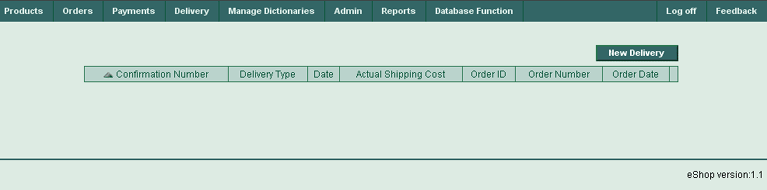 Products Orders Payments Delivery Manage Dictionaries Admin Reports Database Function Log off Feedback
New Delivery
Confirmation Number Delivery Type Date Actual Shipping Cost Order ID Order Number Order Date
eShop version:1.1